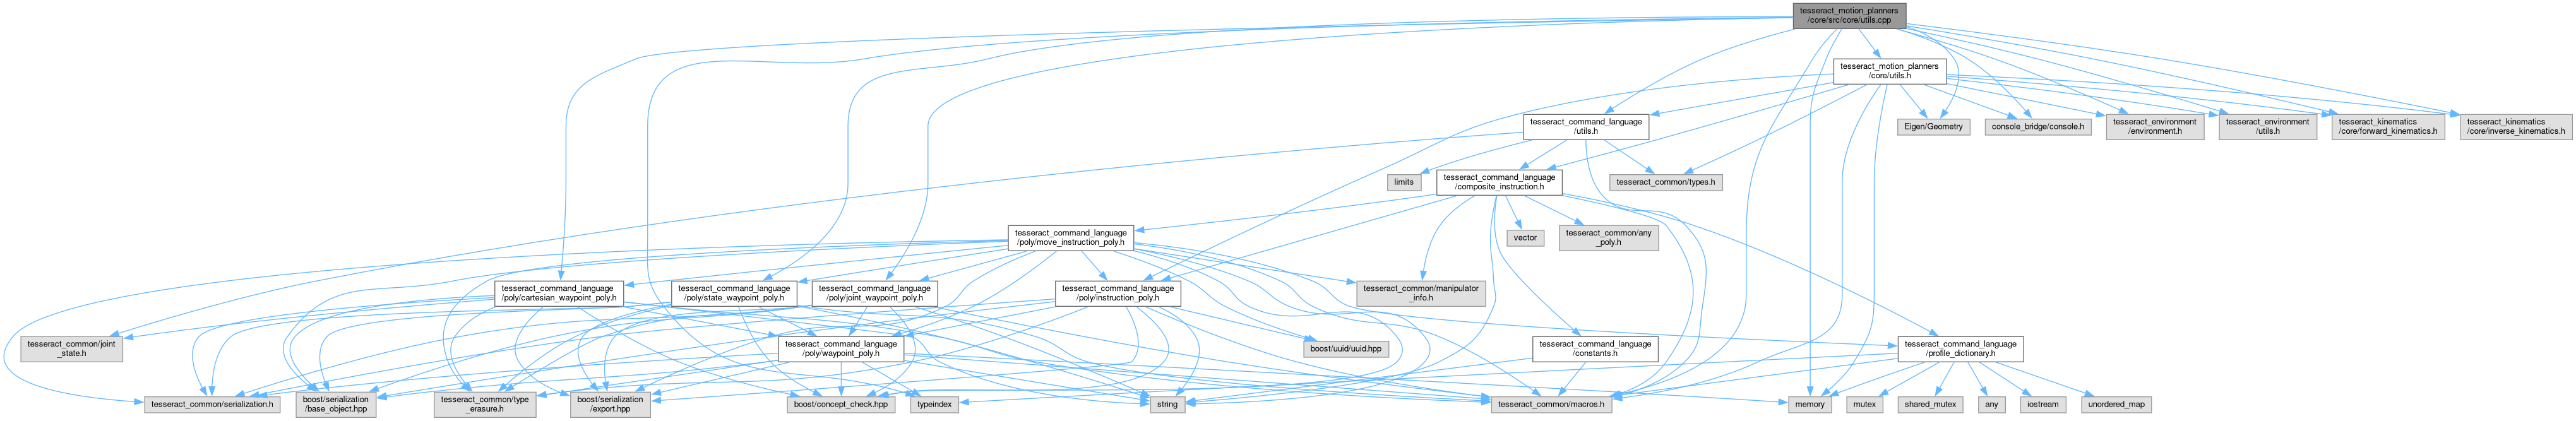 tesseract_motion_planners
/core/src/core/utils.cpp
tesseract_motion_planners
/core/utils.h
tesseract_command_language
/utils.h
Eigen/Geometry
console_bridge/console.h
tesseract_environment
/environment.h
tesseract_environment
/utils.h
tesseract_kinematics
/core/forward_kinematics.h
tesseract_kinematics
/core/inverse_kinematics.h
limits
tesseract_command_language
/composite_instruction.h
tesseract_common/types.h
tesseract_command_language
/poly/move_instruction_poly.h
vector
tesseract_common/any
_poly.h
tesseract_command_language
/poly/cartesian_waypoint_poly.h
tesseract_command_language
/poly/state_waypoint_poly.h
tesseract_command_language
/poly/joint_waypoint_poly.h
tesseract_command_language
/poly/instruction_poly.h
tesseract_common/manipulator
_info.h
tesseract_common/joint
_state.h
tesseract_command_language
/poly/waypoint_poly.h
boost/uuid/uuid.hpp
tesseract_command_language
/constants.h
tesseract_command_language
/profile_dictionary.h
tesseract_common/serialization.h
boost/serialization
/base_object.hpp
tesseract_common/type
_erasure.h
boost/serialization
/export.hpp
boost/concept_check.hpp
typeindex
string
tesseract_common/macros.h
memory
mutex
shared_mutex
any
iostream
unordered_map